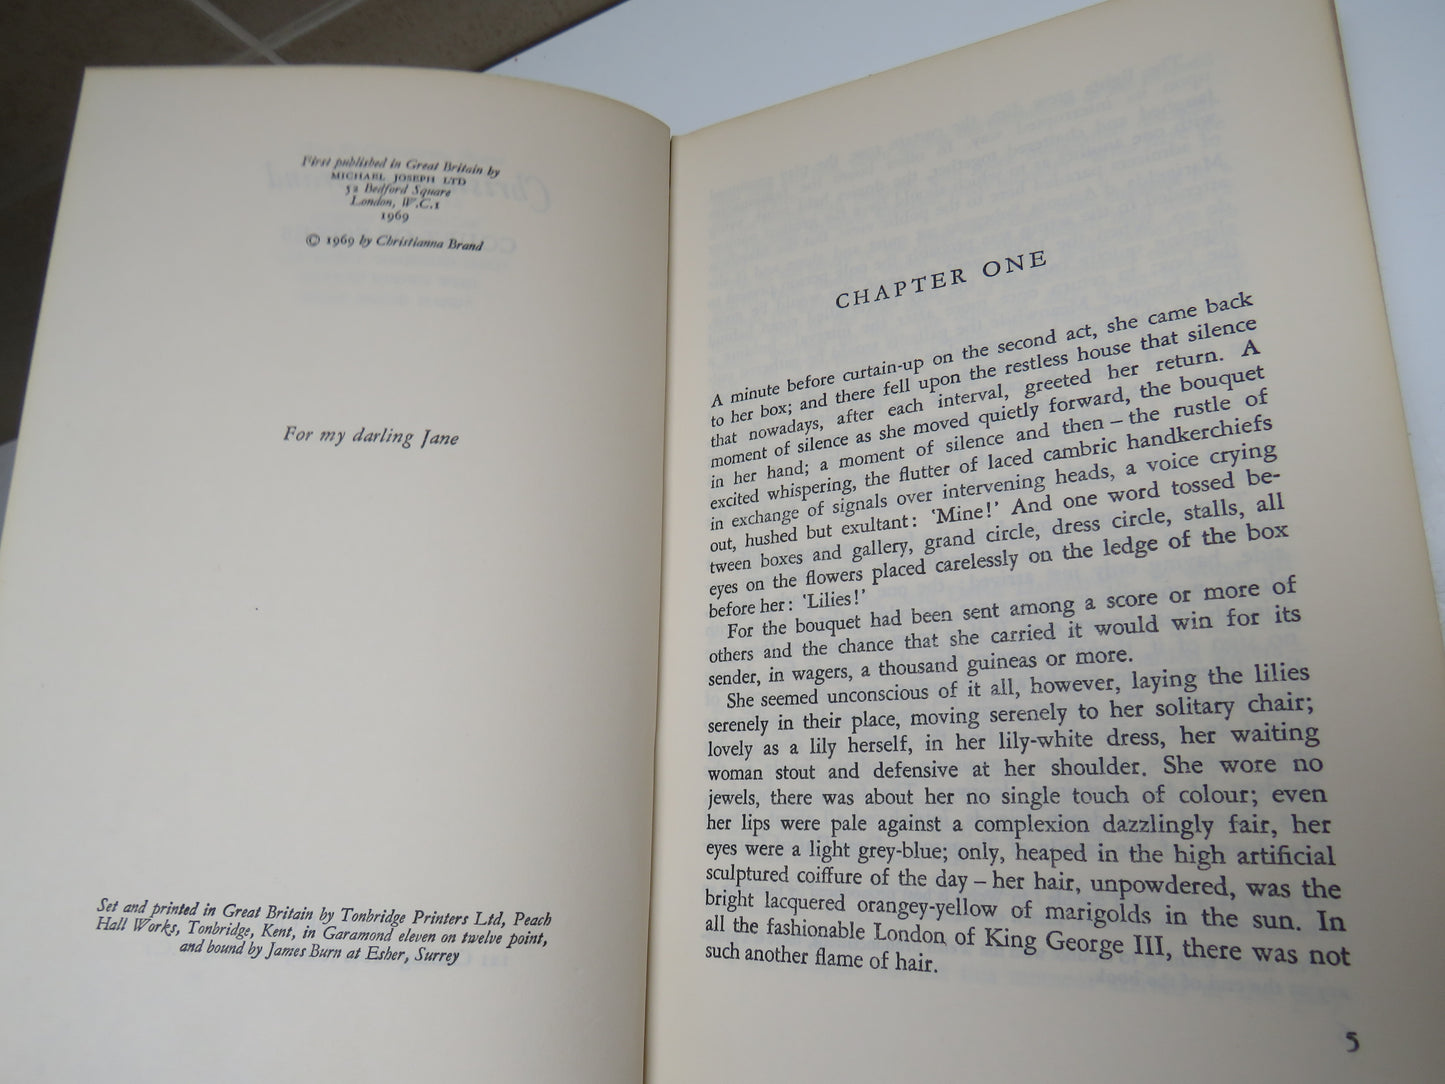 First published in Great Britain by
MICHAEL JOSEPH LTD
52 Bedford Square
London, W.C.1
1969
© 1969 by Christianna Brand
For my darling Jane
Set and printed in Great Britain by Tonbridge Printers Ltd, Peach
Hall Works, Tonbridge, Kent, in Garamond eleven on twelve point,
and bound by James Burn at Esher, Surrey
CHAPTER ONE
A minute before curtain-up on the second act, she came back
to her box; and there fell upon the restless house that silence
that nowadays, after each interval, greeted her return. A
moment of silence as she moved quietly forward, the bouquet
in her hand; a moment of silence and then – the rustle of
excited whispering, the flutter of laced cambric handkerchiefs
in exchange of signals over intervening heads, a voice crying
out, hushed but exultant: 'Mine!' And one word tossed be-
tween boxes and gallery, grand circle, dress circle, stalls, all
eyes on the flowers placed carelessly on the ledge of the box
before her: 'Lilies!'
For the bouquet had been sent among a score or more of
others and the chance that she carried it would win for its
sender, in wagers, a thousand guineas or more.
She seemed unconscious of it all, however, laying the lilies
serenely in their place, moving serenely to her solitary chair;
lovely as a lily herself, in her lily-white dress, her waiting
woman stout and defensive at her shoulder. She wore no
jewels, there was about her no single touch of colour; even
her lips were pale against a complexion dazzlingly fair, her
eyes were a light grey-blue; only, heaped in the high artificial
sculptured coiffure of the day – her hair, unpowdered, was the
bright lacquered orangey-yellow of marigolds in the sun. In
all the fashionable London of King George III, there was not
such another flame of hair.
5